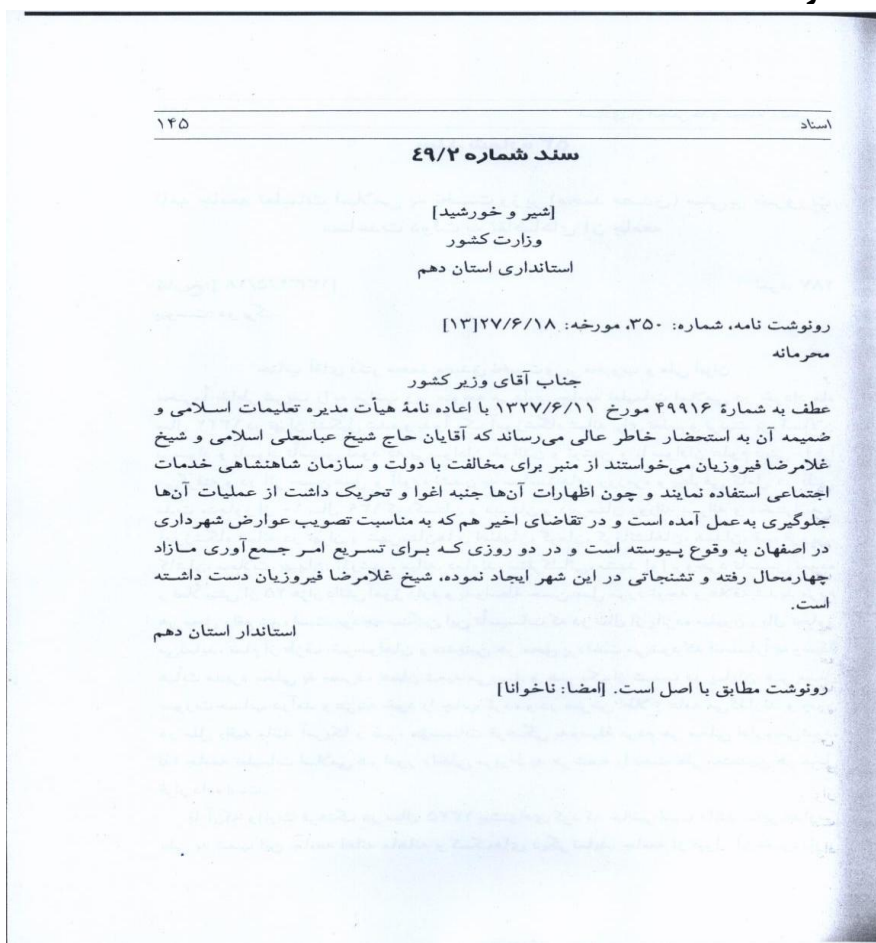 اسناد ۱۴۵
سند شماره ٤٩/٢
[شیر و خورشید]
وزارت کشور
استانداری استان دهم
رونوشت نامه، شماره: ۳۵۰، مورخه: ۲۷/۶/۱۸[۱۳]
محرمانه
جناب آقای وزیر کشور
عطف به شمارهٔ ۴۹۹۱۶ مورخ ۱۳۲۷/۶/۱۱ با اعاده نامهٔ هیأت مدیره تعلیمات اسلامی و
ضمیمه آن به استحضار خاطر عالی می‌رساند که آقایان حاج شیخ عباسعلی اسلامی و شیخ
غلامرضا فیروزیان می‌خواستند از منبر برای مخالفت با دولت و سازمان شاهنشاهی خدمات
اجتماعی استفاده نمایند و چون اظهارات آن‌ها جنبه اغوا و تحریک داشت از عملیات آن‌ها
جلوگیری به‌عمل آمده است و در تقاضای اخیر هم که به مناسبت تصویب عوارض شهرداری
در اصفهان به وقوع پیوسته است و در دو روزی که برای تسریع امر جمع‌آوری مازاد
چهارمحال رفته و تشنجاتی در این شهر ایجاد نموده، شیخ غلامرضا فیروزیان دست داشته
است.
استاندار استان دهم
رونوشت مطابق با اصل است. [امضا: ناخوانا]